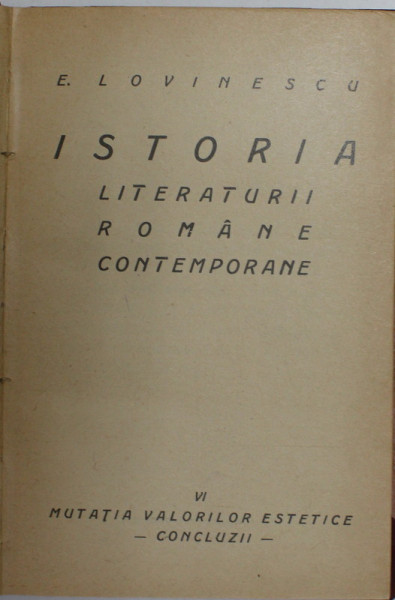 E. LOVINESCU
ISTORIA
LITERATURII
ROMÂNE
CONTEMPORANE
VI
MUTAȚIA VALORILOR ESTETICE
— CONCLUZII —